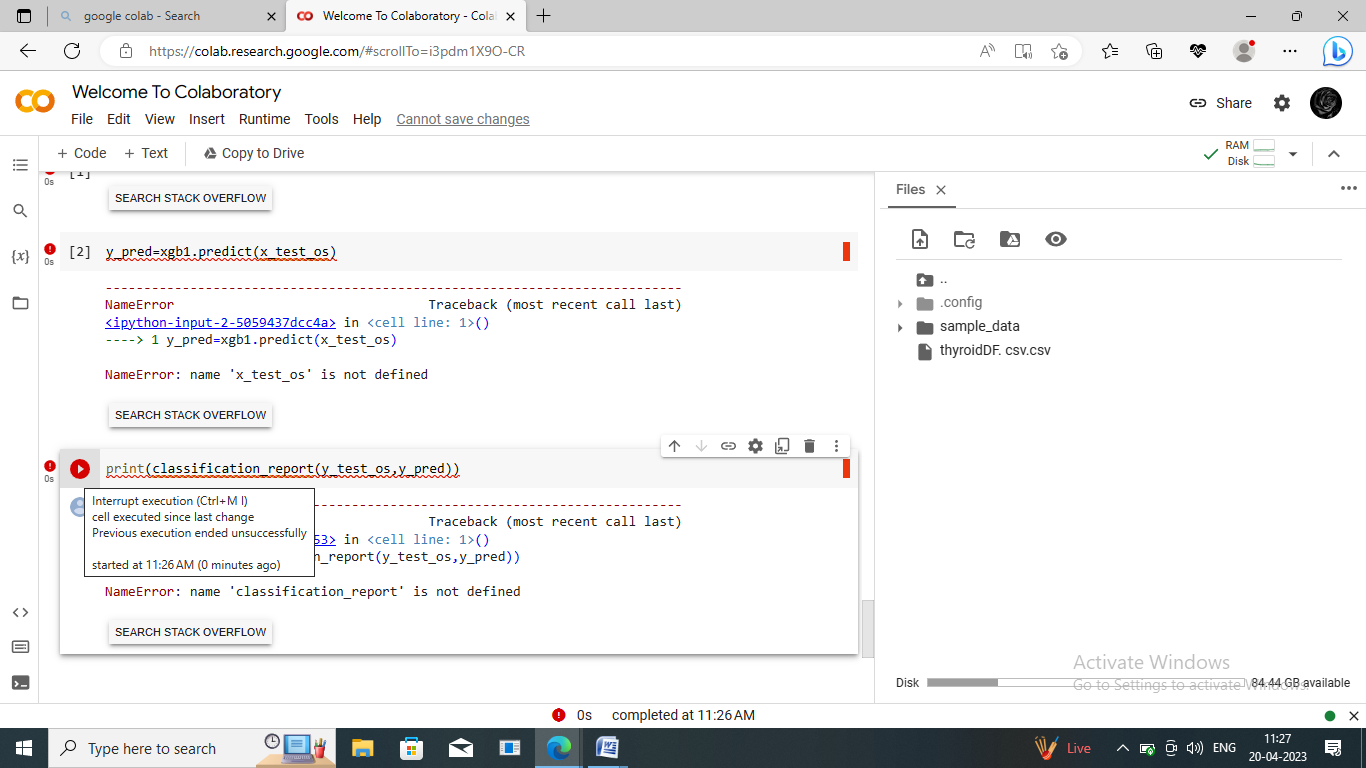 google colab - Search
Welcome To Colaboratory - Cola
https://colab.research.google.com/#scrollTo=i3pdm1X9O-CR
Welcome To Colaboratory
Share
File Edit View Insert Runtime Tools Help Cannot save changes
+ Code + Text Copy to Drive
RAM
Disk
[1]
0s
SEARCH STACK OVERFLOW
[2] y_pred=xgb1.predict(x_test_os)
0s
---------------------------------------------------------------------------
NameError Traceback (most recent call last)
<ipython-input-2-5059437dcc4a> in <cell line: 1>()
----> 1 y_pred=xgb1.predict(x_test_os)
NameError: name 'x_test_os' is not defined
SEARCH STACK OVERFLOW
print(classification_report(y_test_os,y_pred))
0s
Interrupt execution (Ctrl+M I)
cell executed since last change
Previous execution ended unsuccessfully
started at 11:26 AM (0 minutes ago)
Traceback (most recent call last)
53> in <cell line: 1>()
n_report(y_test_os,y_pred))
NameError: name 'classification_report' is not defined
SEARCH STACK OVERFLOW
{x}
Files
..
.config
sample_data
thyroidDF. csv.csv
Activate Windows
Go to Settings to activate Windows.
Disk 84.44 GB available
0s completed at 11:26 AM
Type here to search
Live
ENG
11:27
20-04-2023